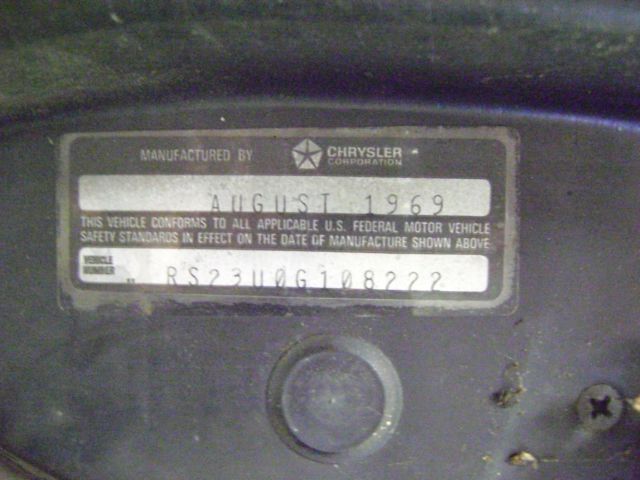 MANUFACTURED BY CHRYSLER CORPORATION
AUGUST 1969
THIS VEHICLE CONFORMS TO ALL APPLICABLE U.S. FEDERAL MOTOR VEHICLE
SAFETY STANDARDS IN EFFECT ON THE DATE OF MANUFACTURE SHOWN ABOVE
VEHICLE NUMBER RS23U0G108222